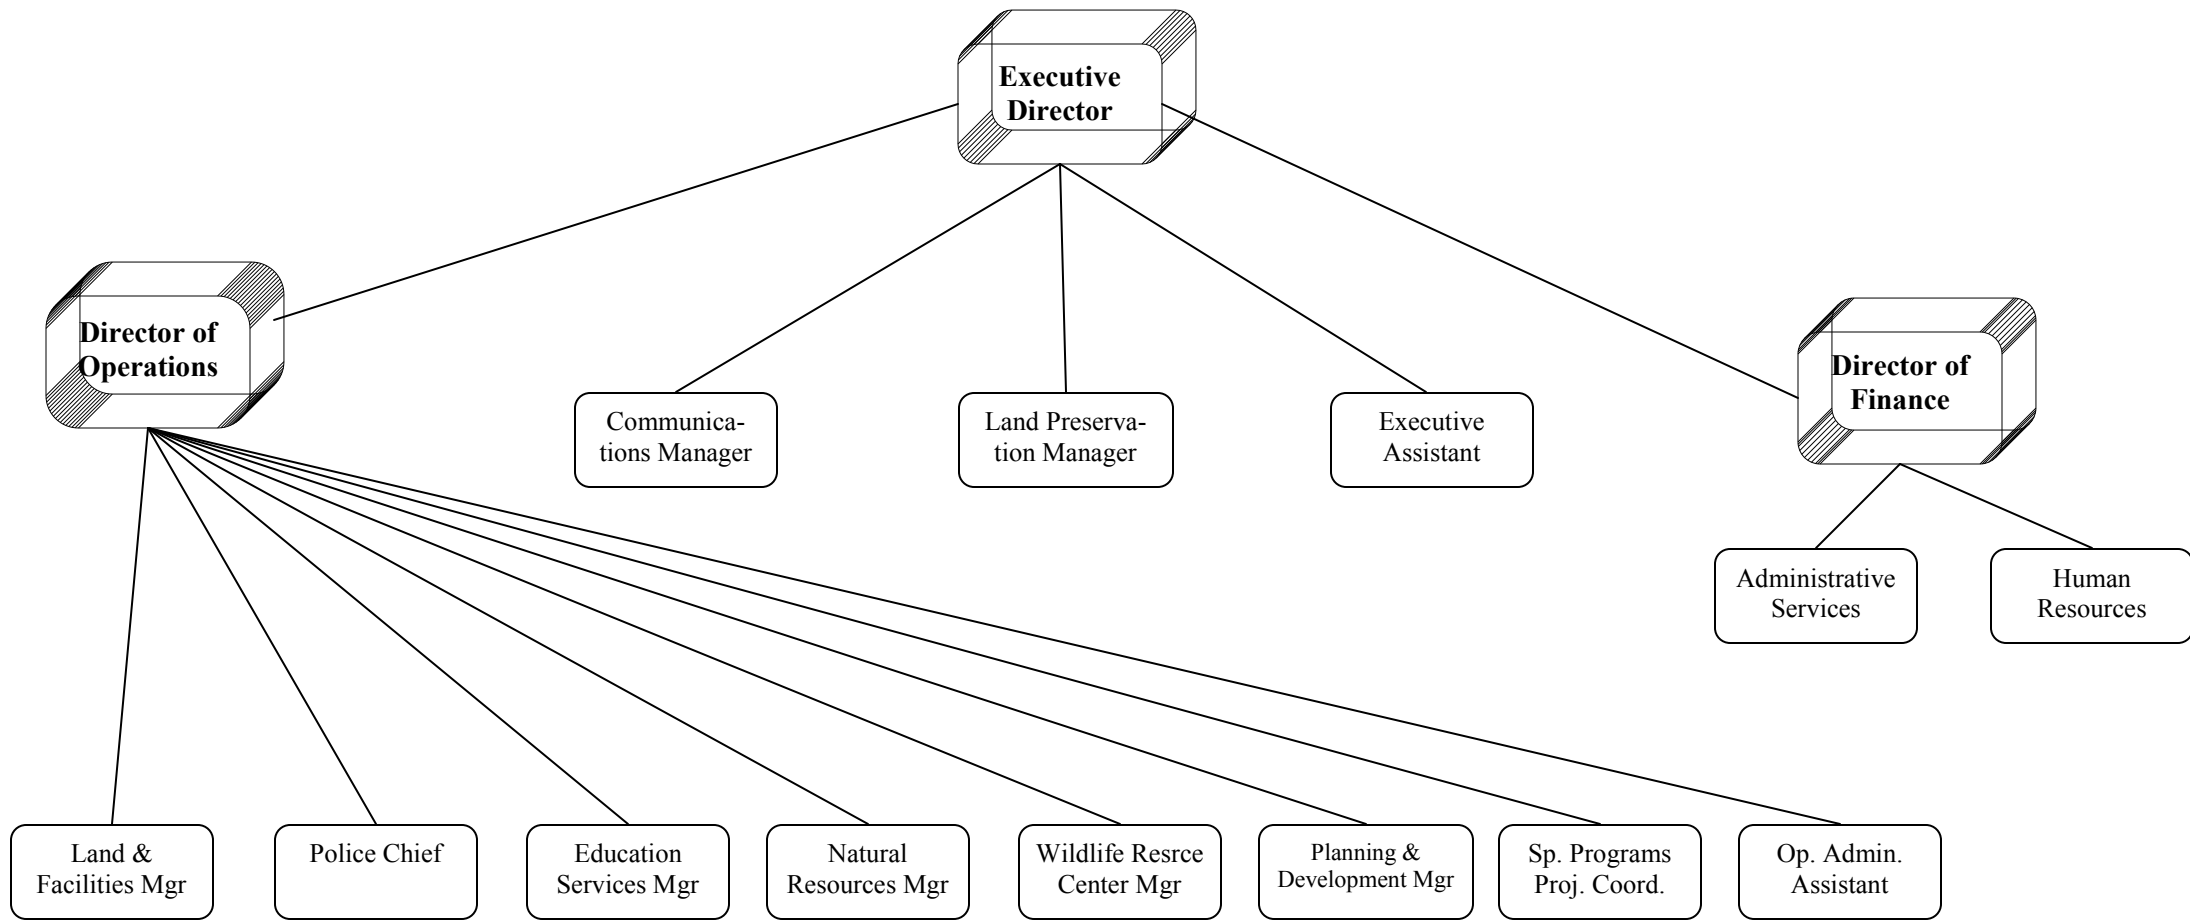 Executive
Director
Director of
Operations
Director of
Finance
Communica-
tions Manager
Land Preserva-
tion Manager
Executive
Assistant
Administrative
Services
Human
Resources
Land &
Facilities Mgr
Police Chief
Education
Services Mgr
Natural
Resources Mgr
Wildlife Resrce
Center Mgr
Planning &
Development Mgr
Sp. Programs
Proj. Coord.
Op. Admin.
Assistant